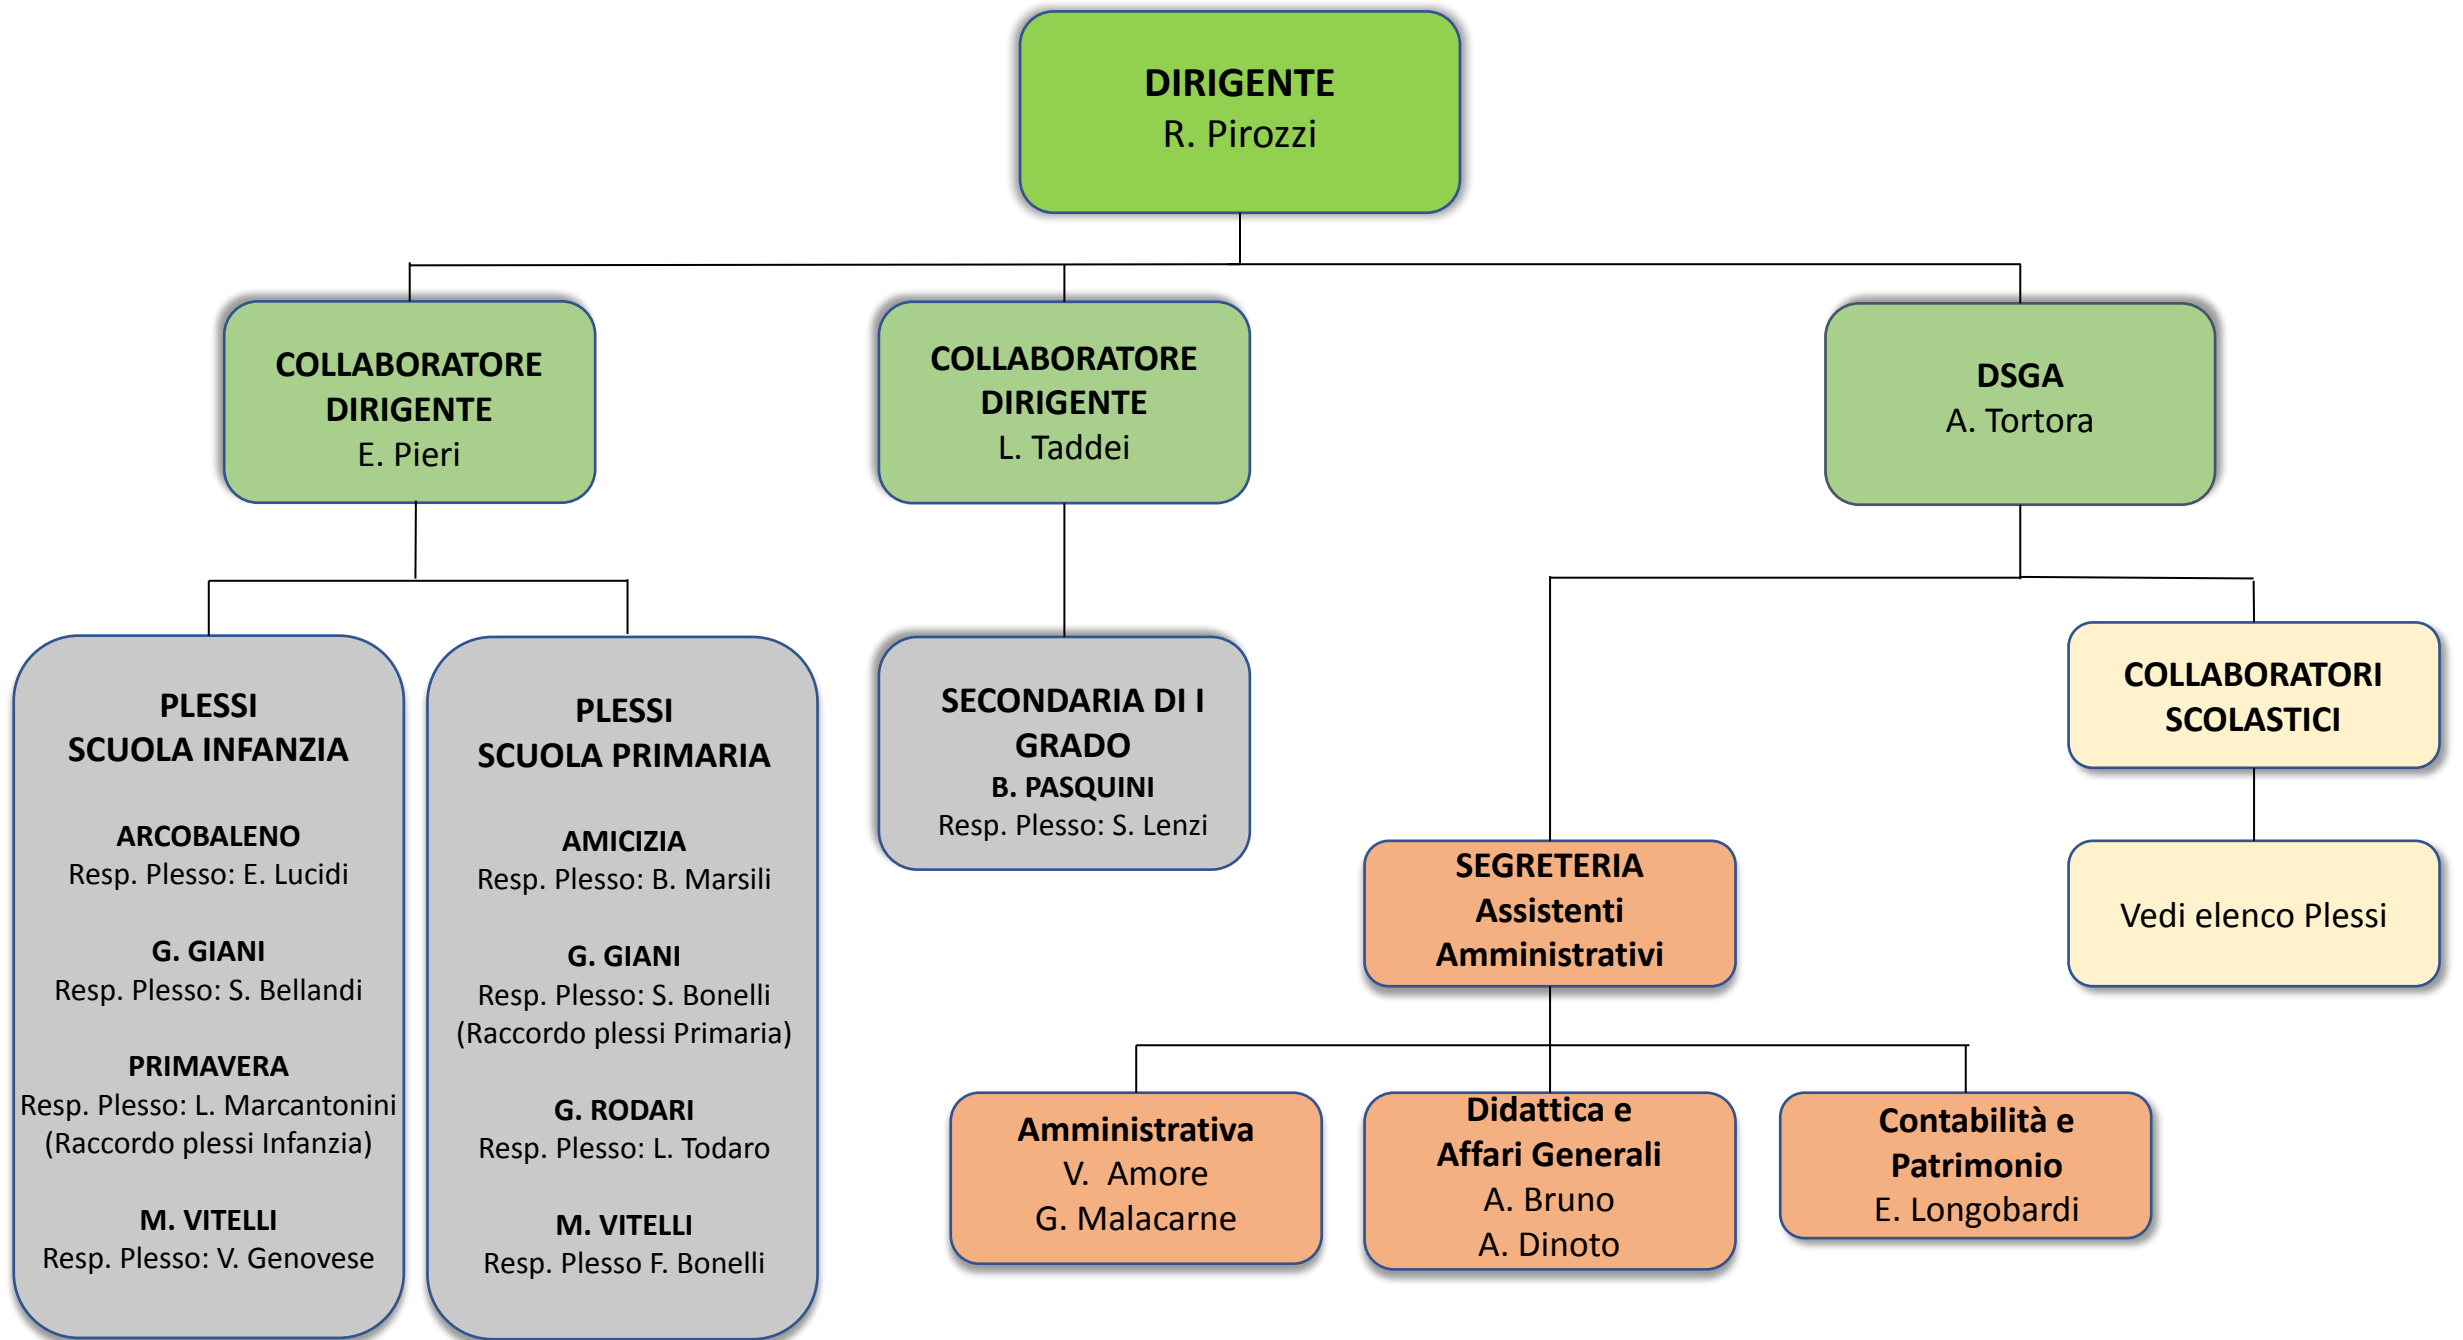 DIRIGENTE
R. Pirozzi
COLLABORATORE
DIRIGENTE
E. Pieri
COLLABORATORE
DIRIGENTE
L. Taddei
DSGA
A. Tortora
PLESSI
SCUOLA INFANZIA
ARCOBALENO
Resp. Plesso: E. Lucidi
G. GIANI
Resp. Plesso: S. Bellandi
PRIMAVERA
Resp. Plesso: L. Marcantonini
(Raccordo plessi Infanzia)
M. VITELLI
Resp. Plesso: V. Genovese
PLESSI
SCUOLA PRIMARIA
AMICIZIA
Resp. Plesso: B. Marsili
G. GIANI
Resp. Plesso: S. Bonelli
(Raccordo plessi Primaria)
G. RODARI
Resp. Plesso: L. Todaro
M. VITELLI
Resp. Plesso F. Bonelli
SECONDARIA DI I
GRADO
B. PASQUINI
Resp. Plesso: S. Lenzi
COLLABORATORI
SCOLASTICI
Vedi elenco Plessi
SEGRETERIA
Assistenti
Amministrativi
Amministrativa
V.  Amore
G. Malacarne
Didattica e
Affari Generali
A. Bruno
A. Dinoto
Contabilità e
Patrimonio
E. Longobardi